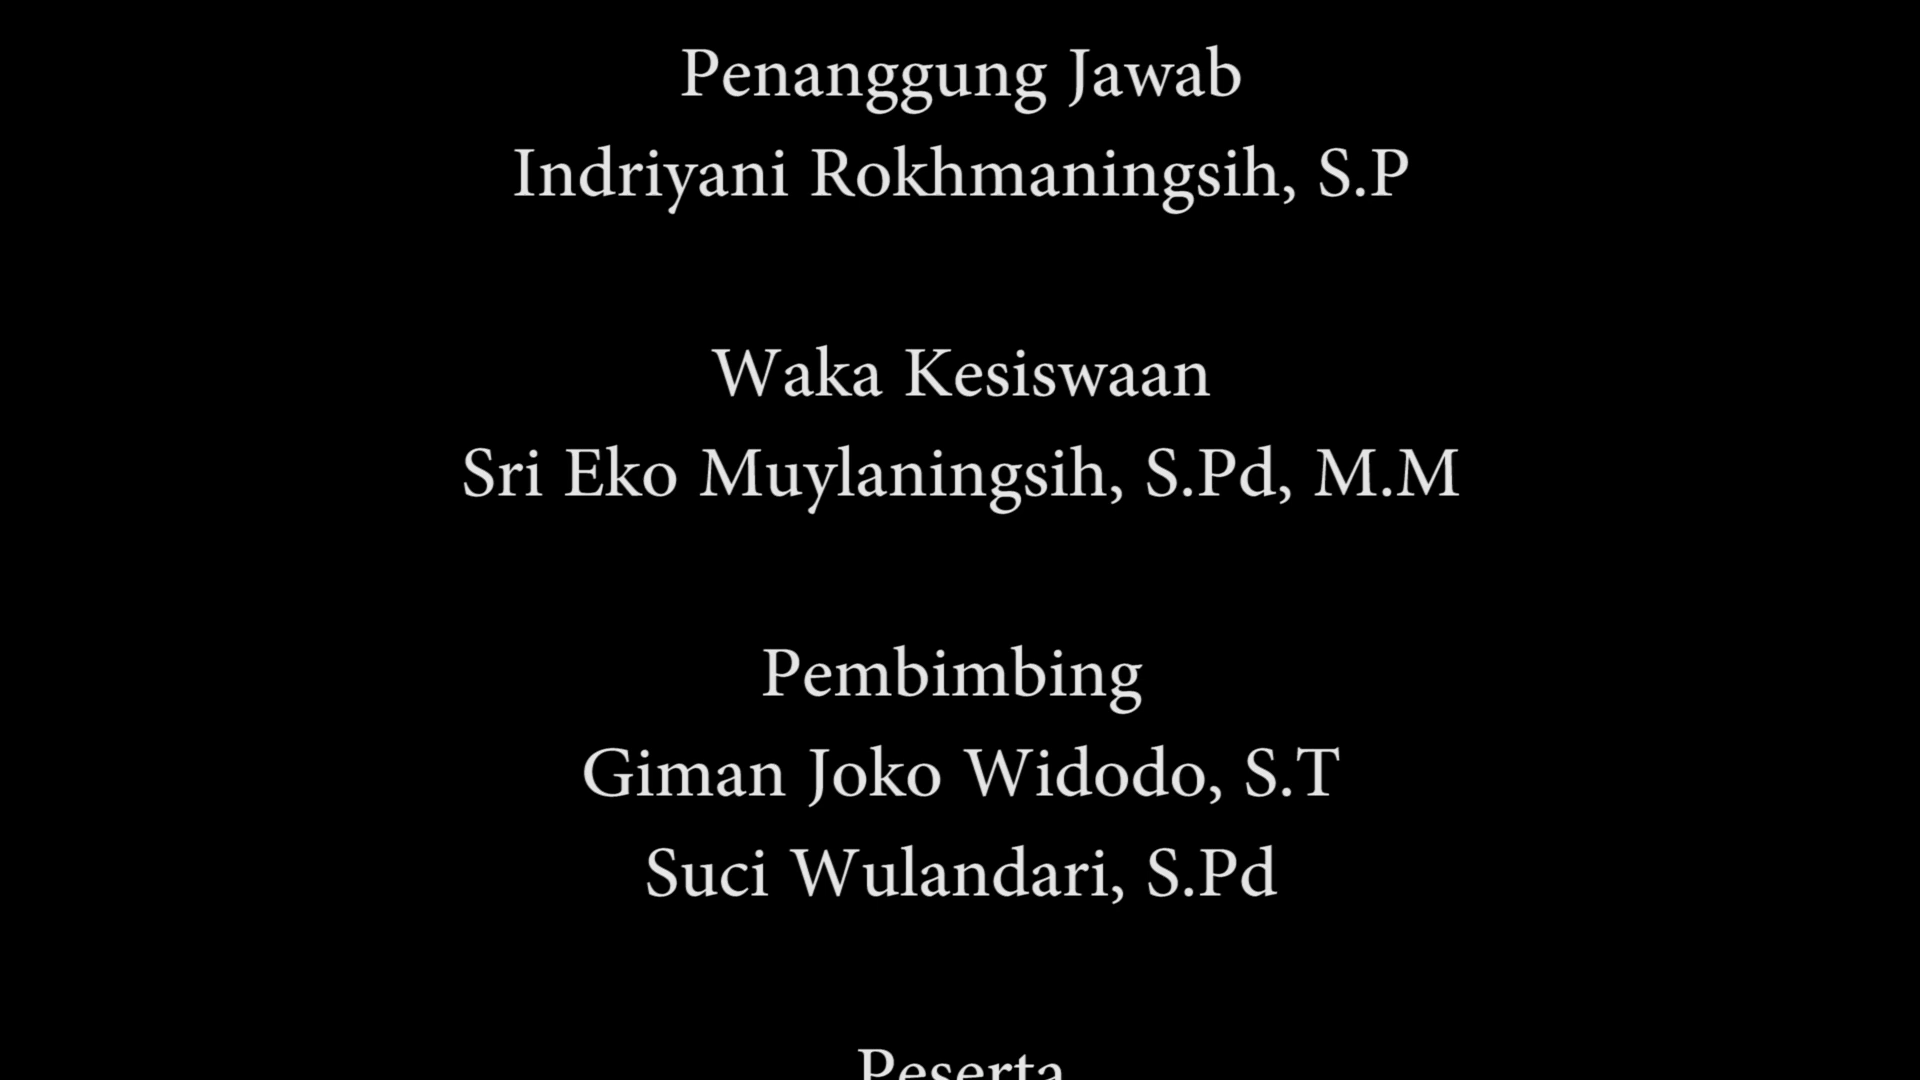 Penanggung Jawab
Indriyani Rokhmaningsih, S.P
Waka Kesiswaan
Sri Eko Muylaningsih, S.Pd, M.M
Pembimbing
Giman Joko Widodo, S.T
Suci Wulandari, S.Pd
Peserta